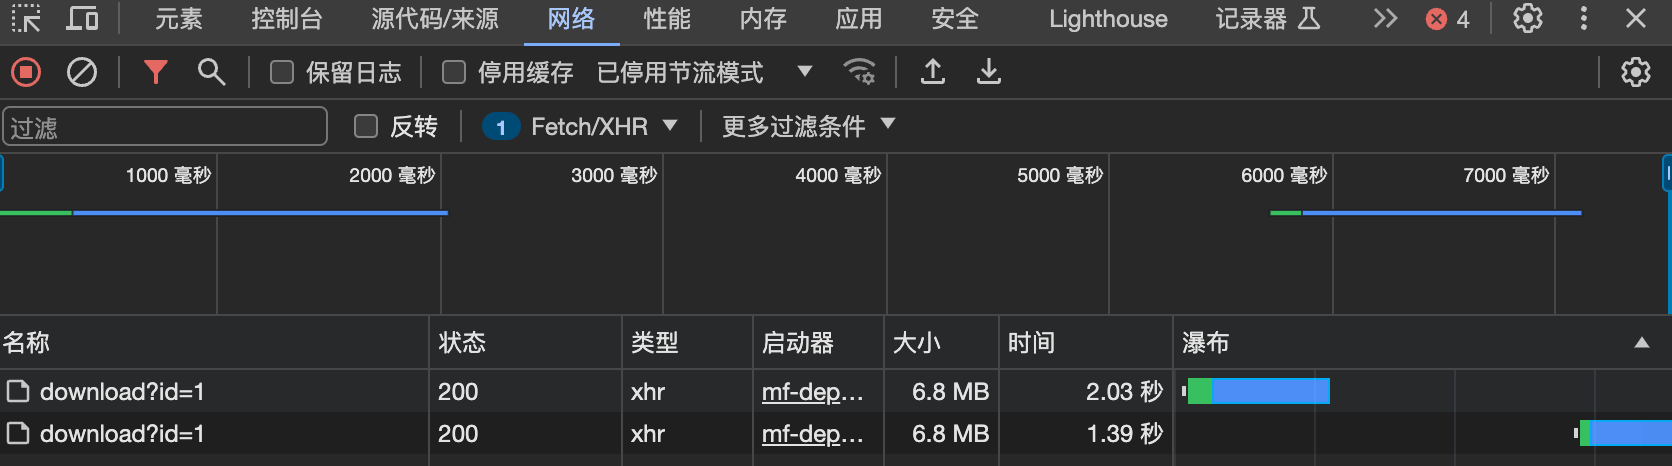 元素 控制台 源代码/来源 网络 性能 内存 应用 安全 Lighthouse 记录器 4
保留日志 停用缓存 已停用节流模式
过滤 反转 1 Fetch/XHR 更多过滤条件
1000 毫秒 2000 毫秒 3000 毫秒 4000 毫秒 5000 毫秒 6000 毫秒 7000 毫秒
名称 状态 类型 启动器 大小 时间 瀑布
download?id=1 200 xhr mf-dep... 6.8 MB 2.03 秒
download?id=1 200 xhr mf-dep... 6.8 MB 1.39 秒